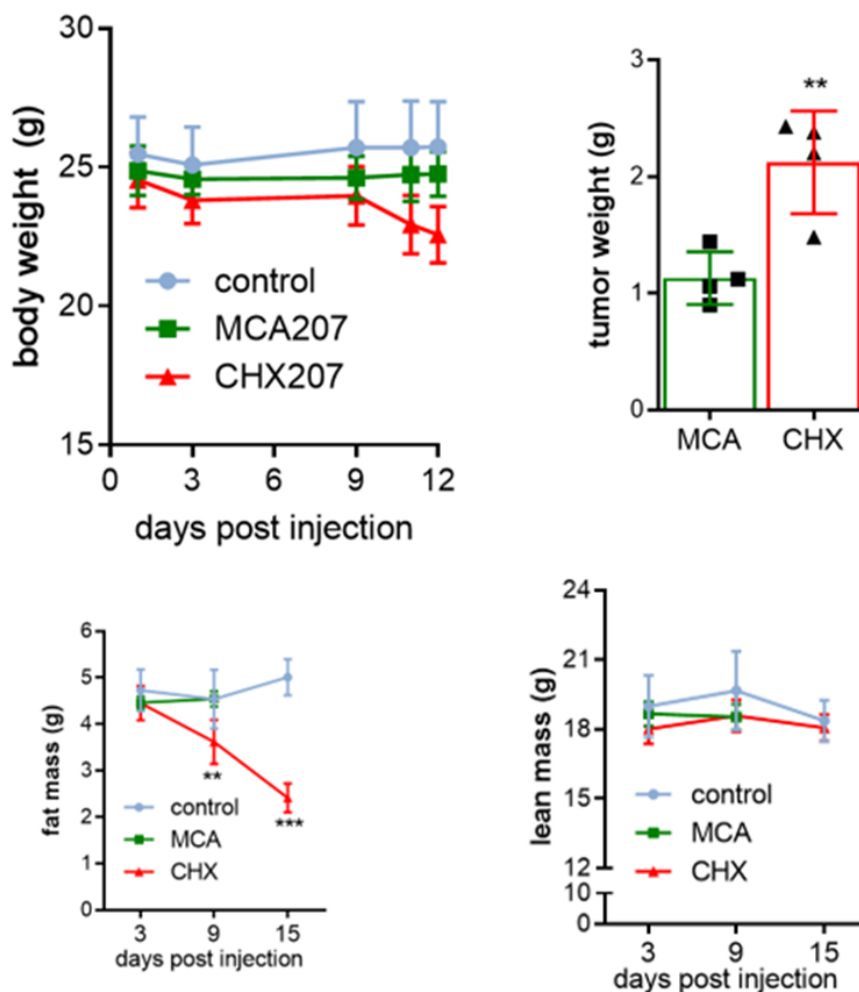 30
25
20
15
body weight (g)
control
MCA207
CHX207
0 3 6 9 12
days post injection
3
2
1
0
tumor weight (g)
**
MCA CHX
6
5
4
3
2
1
0
fat mass (g)
**
***
control
MCA
CHX
3 9 15
days post injection
24
21
18
15
12
10
0
lean mass (g)
control
MCA
CHX
3 9 15
days post injection